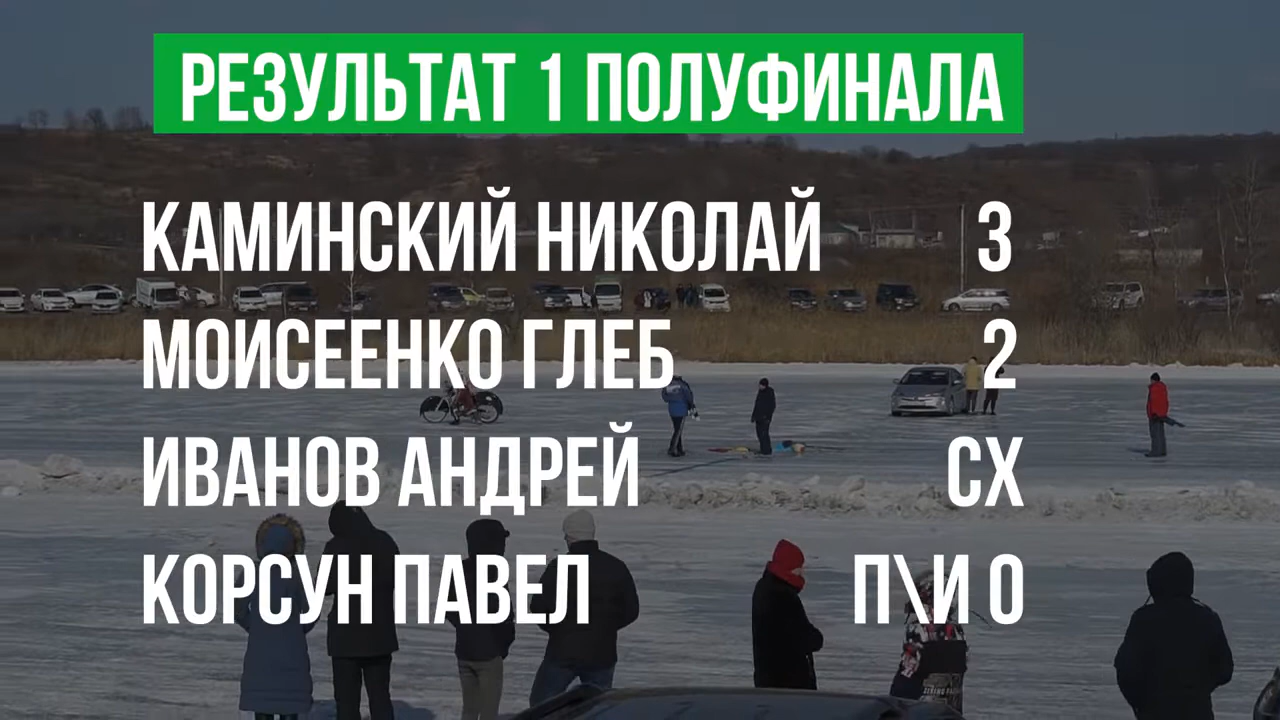 РЕЗУЛЬТАТ 1 ПОЛУФИНАЛА
КАМИНСКИЙ НИКОЛАЙ 3
МОИСЕЕНКО ГЛЕБ 2
ИВАНОВ АНДРЕЙ СХ
КОРСУН ПАВЕЛ П\И 0